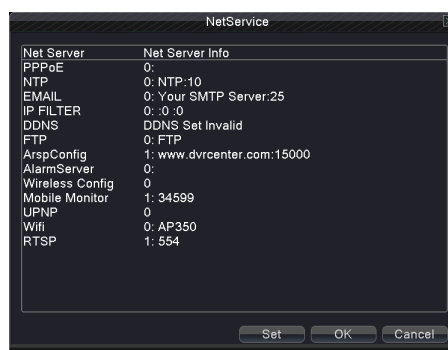 NetService
Net Server Net Server Info
PPPoE 0:
NTP 0: NTP:10
EMAIL 0: Your SMTP Server:25
IP FILTER 0: :0 :0
DDNS DDNS Set Invalid
FTP 0: FTP
ArspConfig 1: www.dvrcenter.com:15000
AlarmServer 0:
Wireless Config 0
Mobile Monitor 1: 34599
UPNP 0
Wifi 0: AP350
RTSP 1: 554
Set OK Cancel